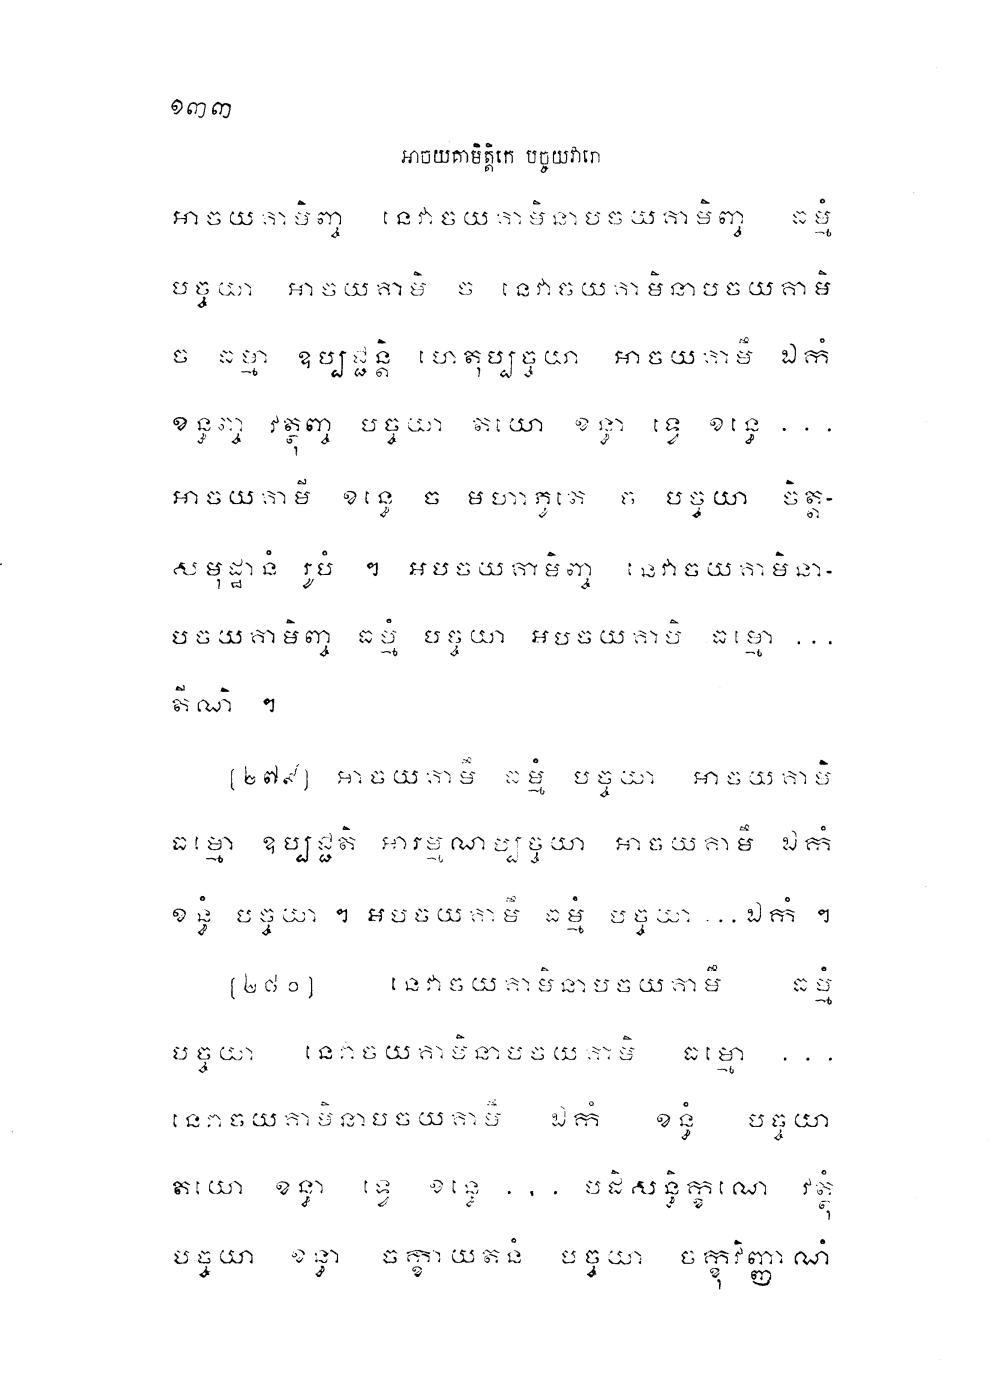 ១៣៣
អាចយគាមិត្តិកេ បច្ចយវារោ
អាចយគាមិញ្ច នេវាចយគាមិនាបចយគាមិញ្ច ធម្មំ
បច្ចយា អាចយគាមិ ច នេវាចយគាមិនាបចយគាមិ
ច ធម្មា ឧប្បជ្ជន្តិ ហេតុប្បច្ចយា អាចយគាមឹ ឯកំ
ខន្ធញ្ច វត្ថុញ្ច បច្ចយា តយោ ខន្ធា ទ្វេ ខន្ធេ ...
អាចយគាមី ខន្ធេ ច មហាភូតេ ច បច្ចយា ចិត្ត-
សមុដ្ឋានំ រូបំ ។ អបចយគាមិញ្ច នេវាចយគាមិនា-
បចយគាមិញ្ច ធម្មំ បច្ចយា អបចយគាមិ ធម្មោ ...
តីណិ ។
[២៧៩] អាចយគាមឹ ធម្មំ បច្ចយា អាចយគាមិ
ធម្មោ ឧប្បជ្ជតិ អារម្មណប្បច្ចយា អាចយគាមឹ ឯកំ
ខន្ធំ បច្ចយា ។ អបចយគាមឹ ធម្មំ បច្ចយា ... ឯកំ ។
[២៨០] នេវាចយគាមិនាបចយគាមឹ ធម្មំ
បច្ចយា នេវាចយគាមិនាបចយគាមិ ធម្មោ ...
នេវាចយគាមិនាបចយគាមឹ ឯកំ ខន្ធំ បច្ចយា
តយោ ខន្ធា ទ្វេ ខន្ធេ ... បដិសន្ធិក្ខណេ វត្ថុំ
បច្ចយា ខន្ធា ចក្ខាយតនំ បច្ចយា ចក្ខុវិញ្ញាណំ